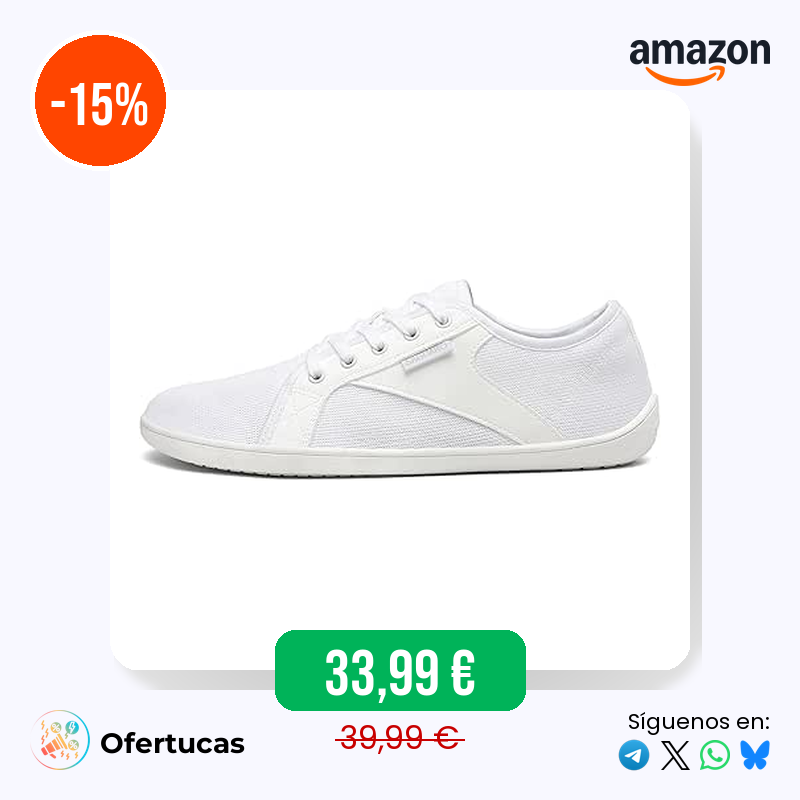 -15%
amazon
33,99 €
39,99 €
Ofertucas
Síguenos en: